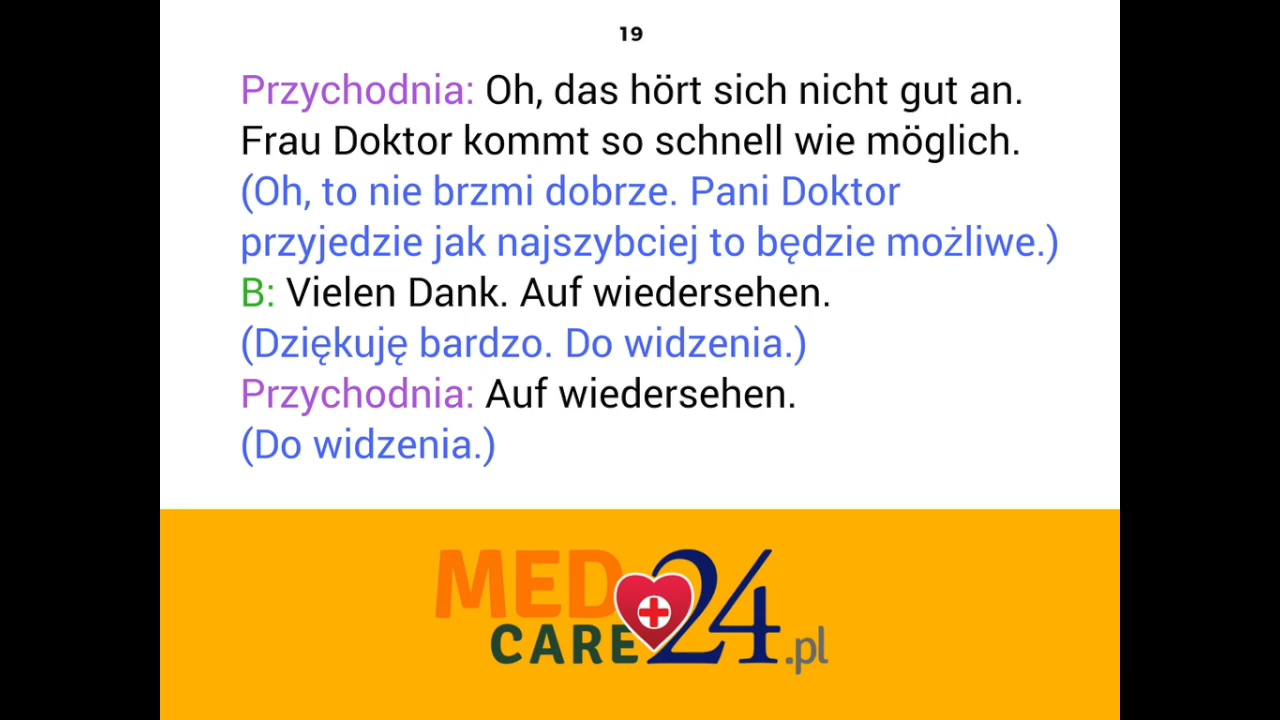 19
Przychodnia: Oh, das hört sich nicht gut an.
Frau Doktor kommt so schnell wie möglich.
(Oh, to nie brzmi dobrze. Pani Doktor
przyjedzie jak najszybciej to będzie możliwe.)
B: Vielen Dank. Auf wiedersehen.
(Dziękuję bardzo. Do widzenia.)
Przychodnia: Auf wiedersehen.
(Do widzenia.)
MED
CARE24.pl